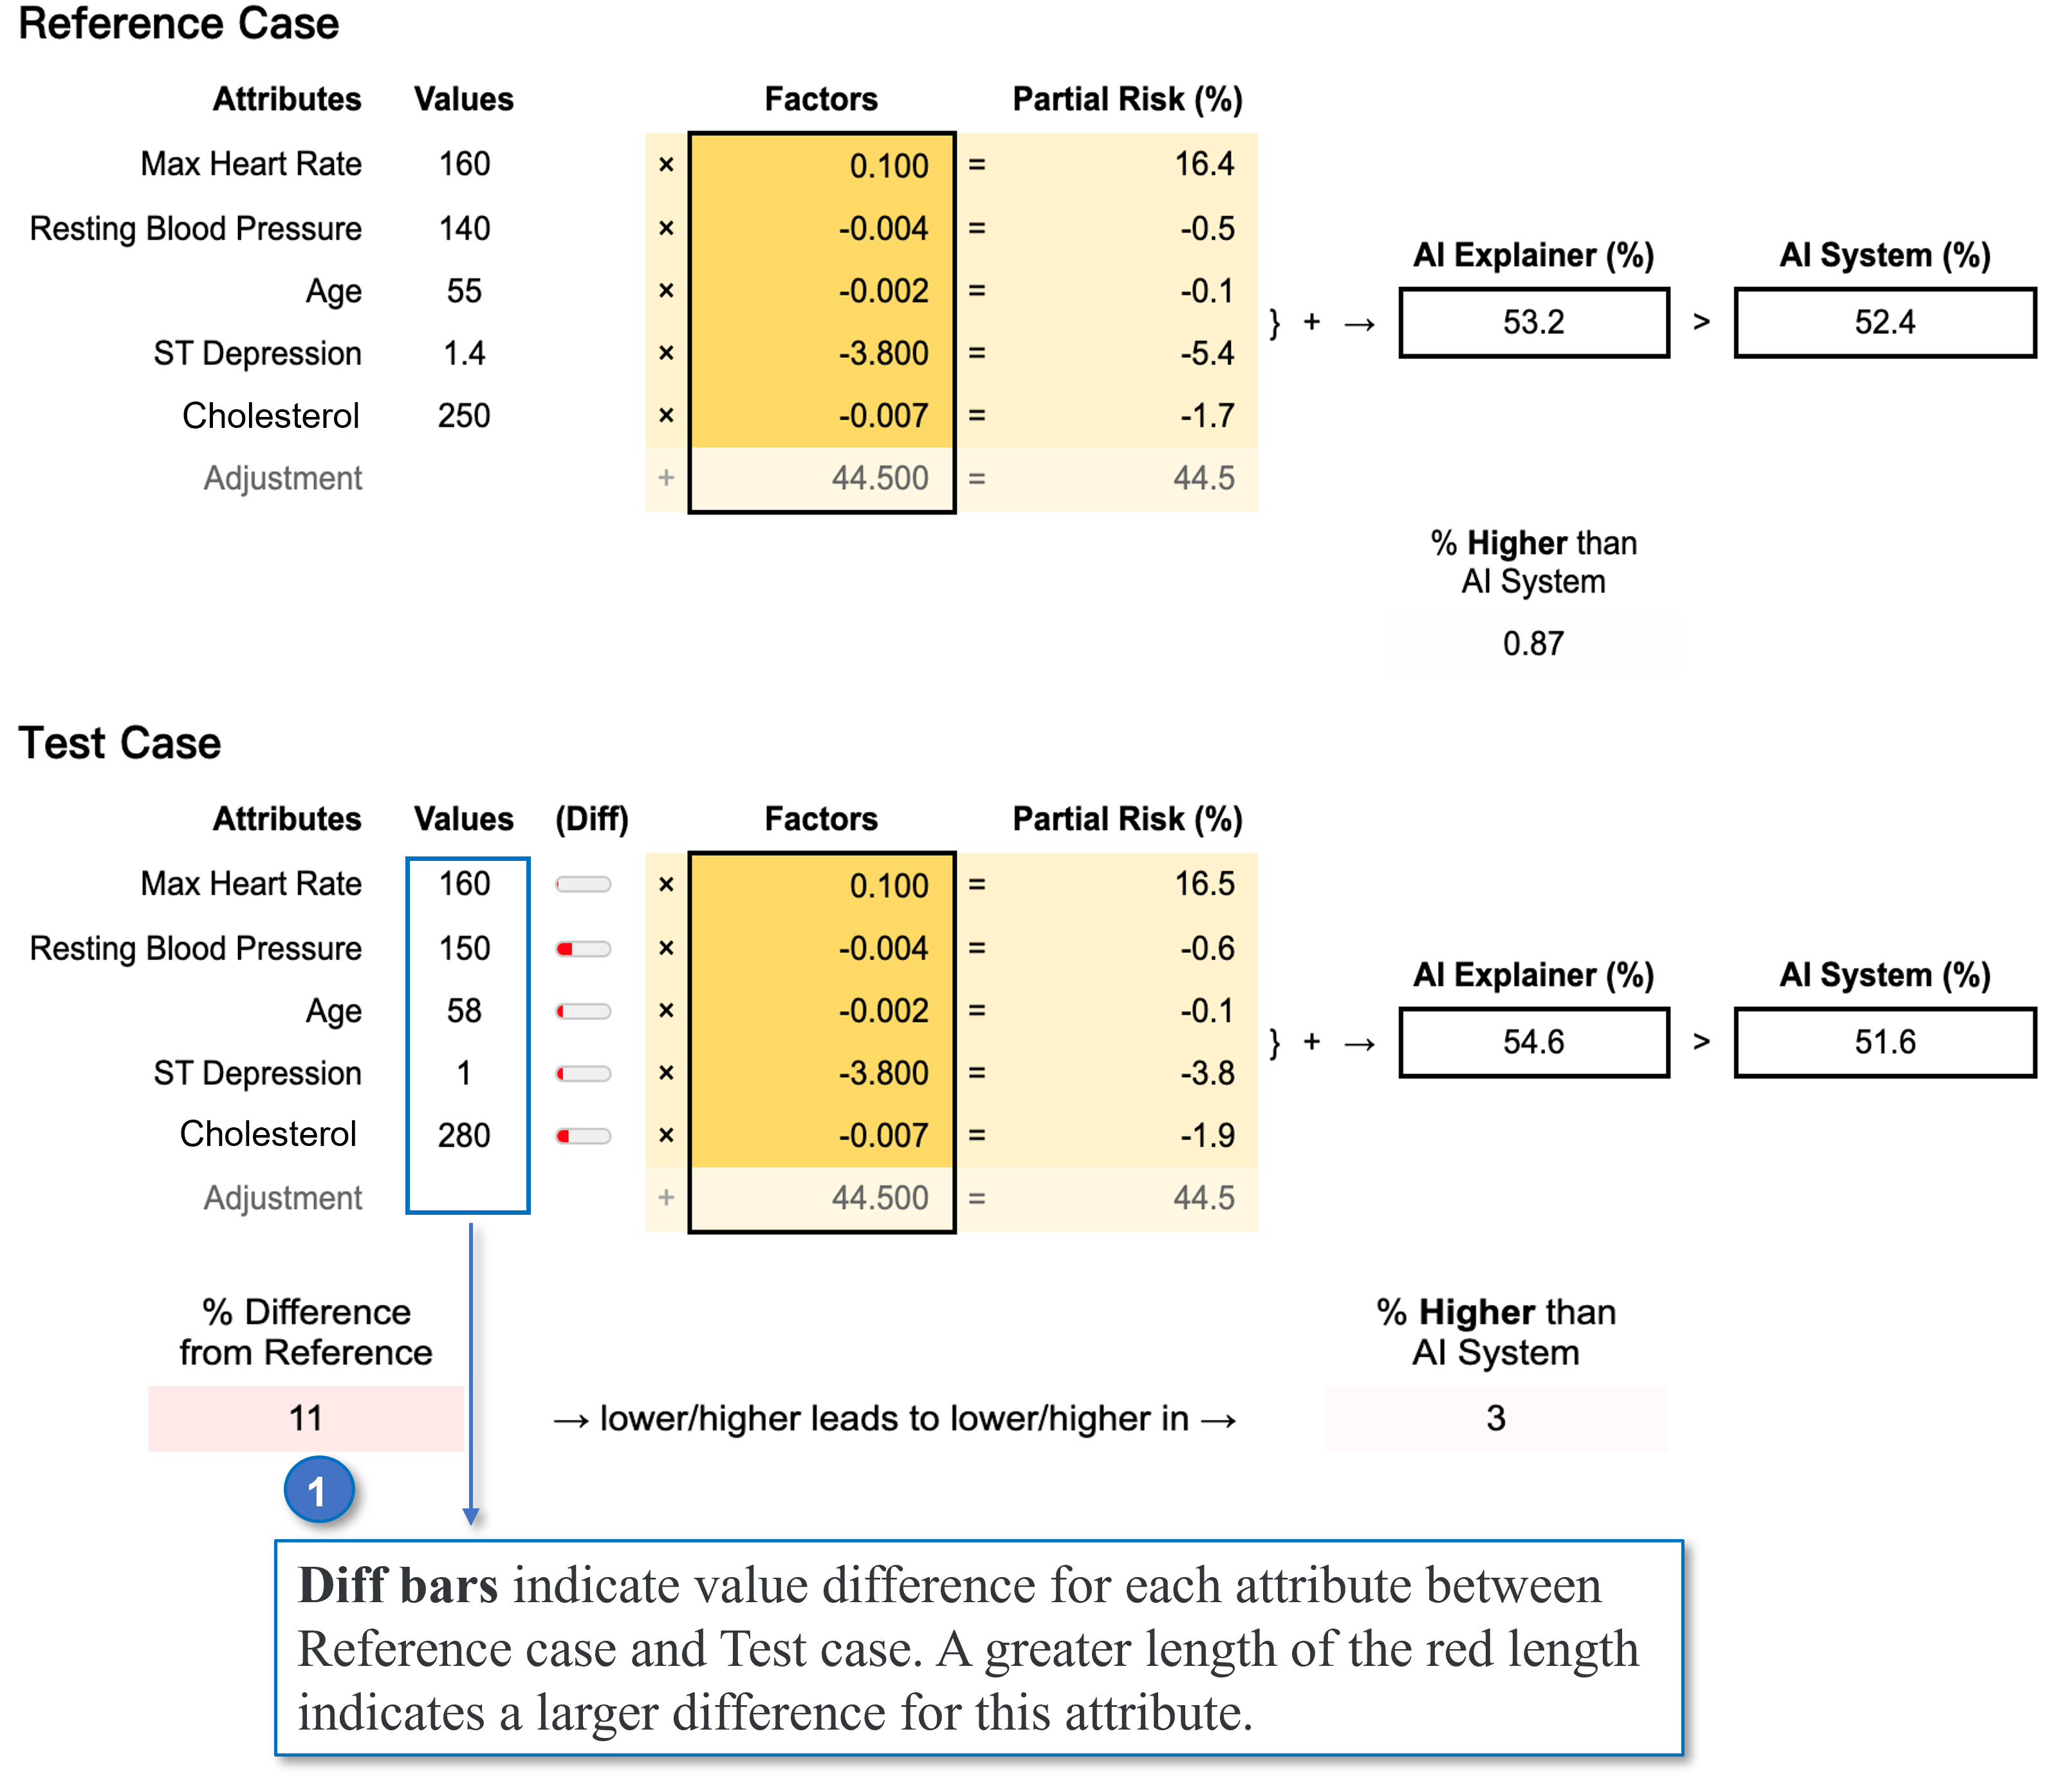 Reference Case
Attributes Values Factors Partial Risk (%)
Max Heart Rate 160 × 0.100 = 16.4
Resting Blood Pressure 140 × -0.004 = -0.5
AI Explainer (%) AI System (%)
Age 55 × -0.002 = -0.1
} + → 53.2 > 52.4
ST Depression 1.4 × -3.800 = -5.4
Cholesterol 250 × -0.007 = -1.7
Adjustment + 44.500 = 44.5
% Higher than
AI System
0.87
Test Case
Attributes Values (Diff) Factors Partial Risk (%)
Max Heart Rate 160 × 0.100 = 16.5
Resting Blood Pressure 150 × -0.004 = -0.6
AI Explainer (%) AI System (%)
Age 58 × -0.002 = -0.1
} + → 54.6 > 51.6
ST Depression 1 × -3.800 = -3.8
Cholesterol 280 × -0.007 = -1.9
Adjustment + 44.500 = 44.5
% Difference
from Reference
% Higher than
AI System
11 → lower/higher leads to lower/higher in → 3
1
Diff bars indicate value difference for each attribute between
Reference case and Test case. A greater length of the red length
indicates a larger difference for this attribute.